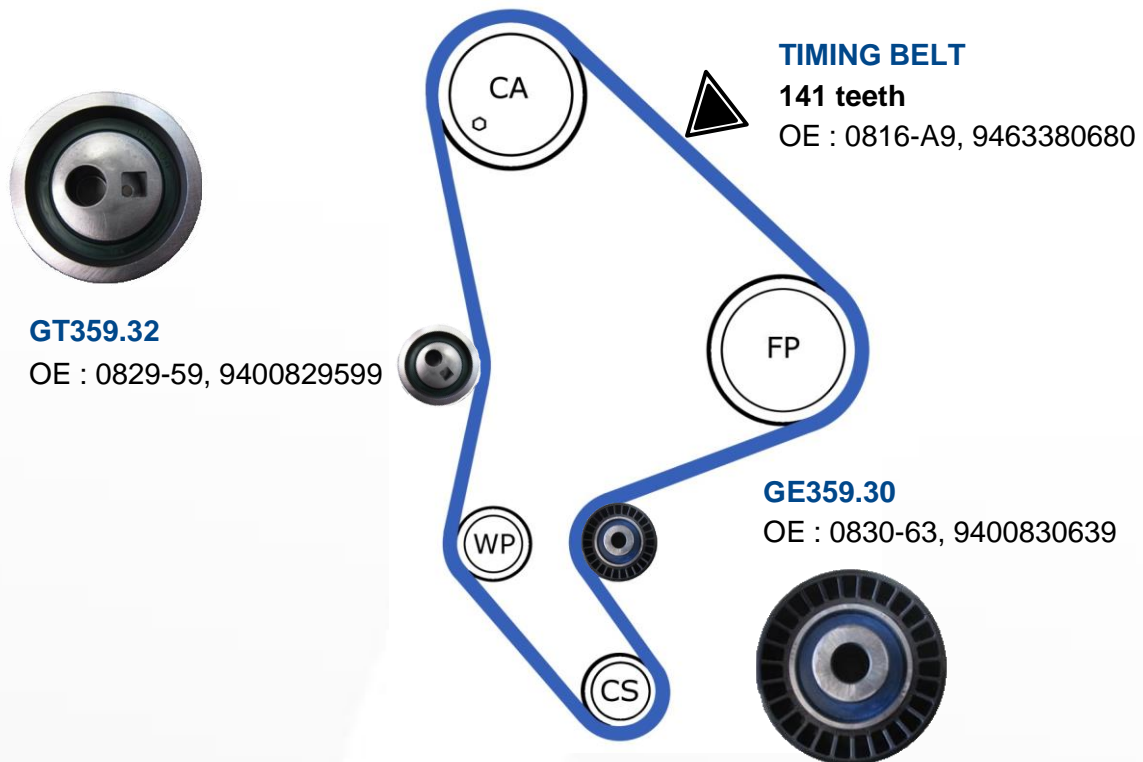 CA
TIMING BELT
141 teeth
OE : 0816-A9, 9463380680
GT359.32
OE : 0829-59, 9400829599
FP
GE359.30
OE : 0830-63, 9400830639
WP
CS